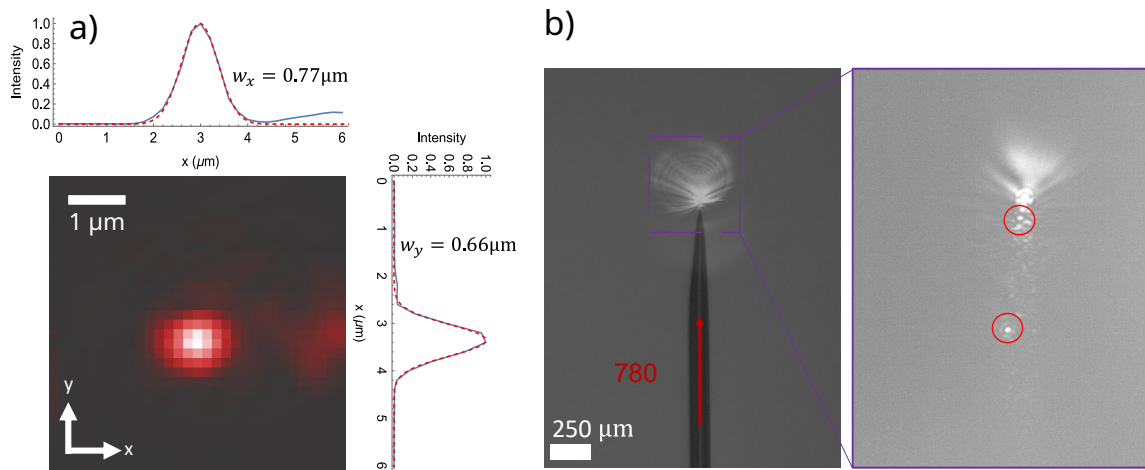 a)
Intensity
1.0
0.8
0.6
0.4
0.2
0.0
w_x = 0.77μm
0 1 2 3 4 5 6
x (μm)
Intensity
0.0 0.2 0.4 0.6 0.8 1.0
0
1
2
3
4
5
6
x (μm)
w_y = 0.66μm
1 μm
y
x
b)
780
250 μm